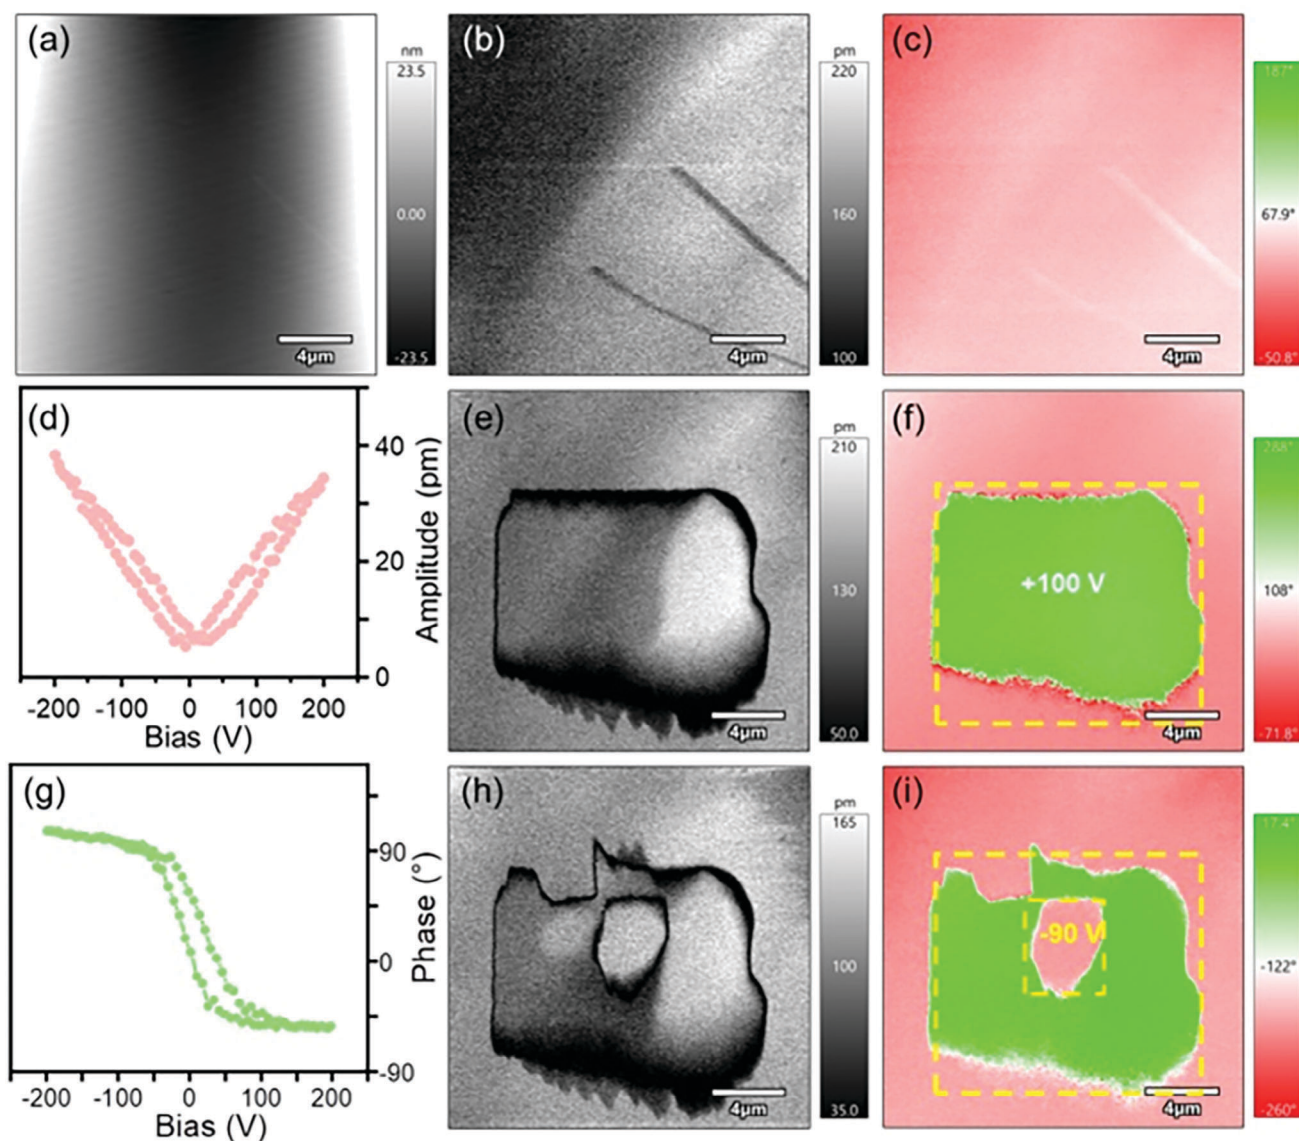 (a)
nm
23.5
0.00
-23.5
4μm
(b)
pm
220
160
100
4μm
(c)
187°
67.9°
-50.8°
4μm
(d)
40
20
0
Amplitude (pm)
-200 -100 0 100 200
Bias (V)
(e)
pm
210
130
50.0
4μm
(f)
+100 V
288°
108°
-71.8°
4μm
(g)
90
0
-90
Phase (°)
-200 -100 0 100 200
Bias (V)
(h)
pm
165
100
35.0
4μm
(i)
-90 V
17.4°
-122°
-260°
4μm